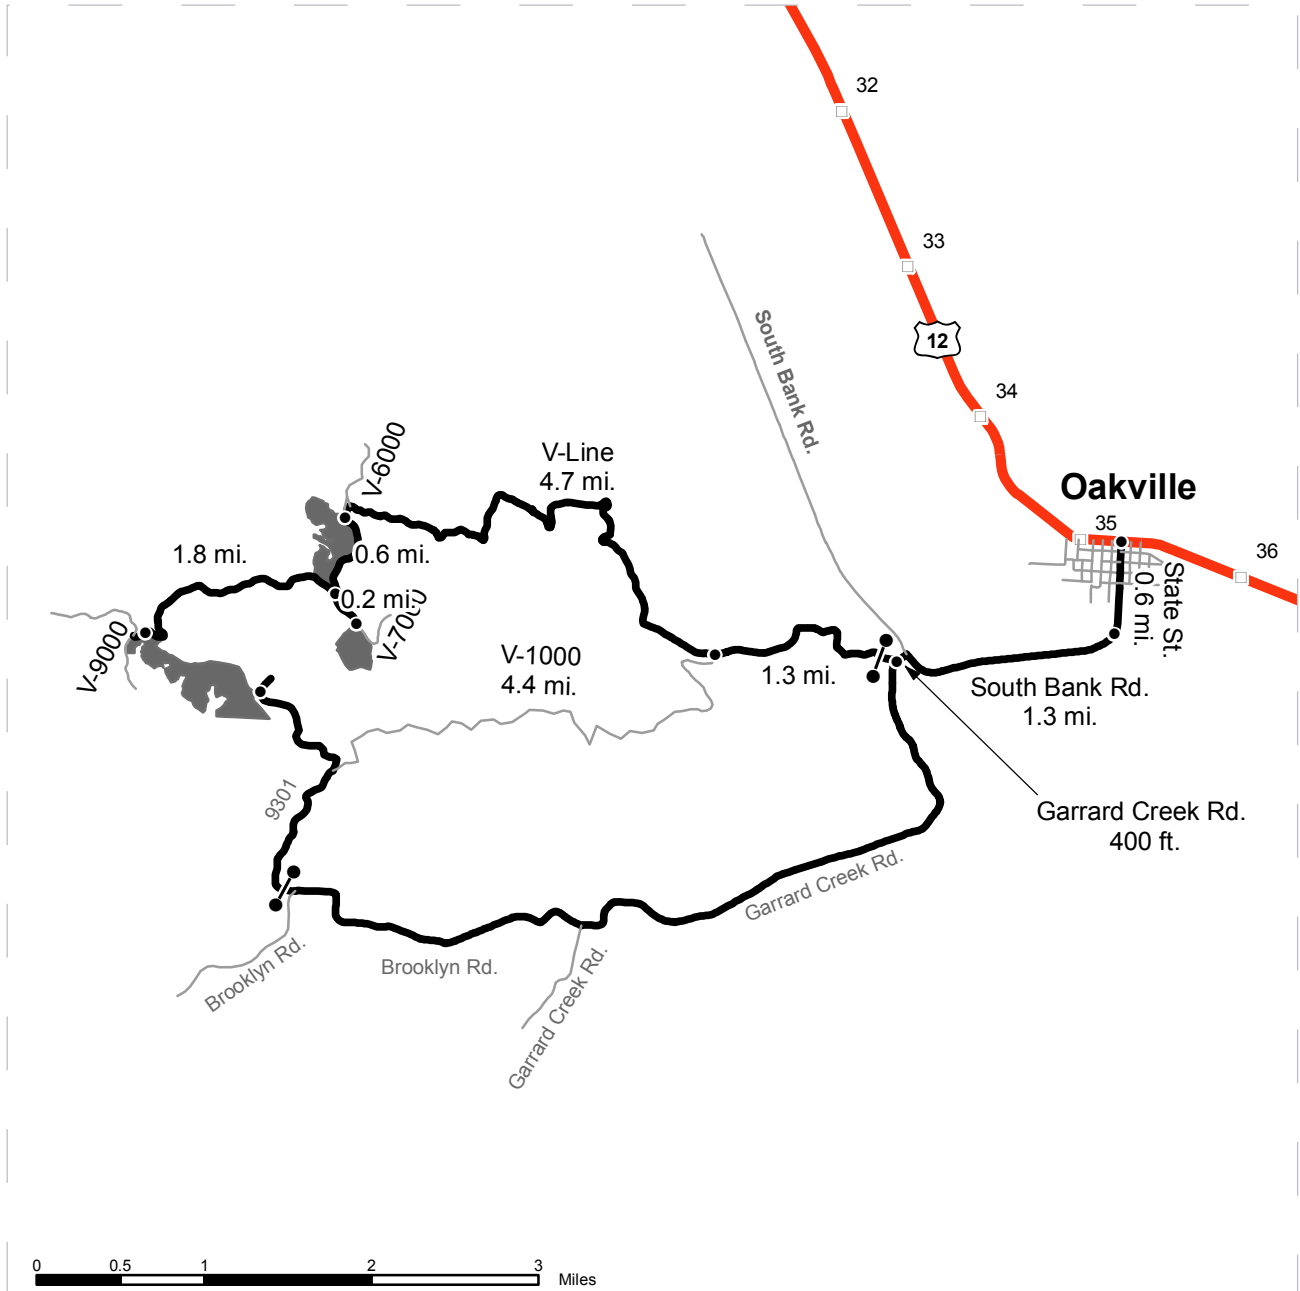 32
33
South Bank Rd.
12
34
V-6000
V-Line
4.7 mi.
Oakville
35
36
1.8 mi.
0.6 mi.
State St.
0.6 mi.
0.2 mi.
V-7000
V-9000
V-1000
4.4 mi.
1.3 mi.
South Bank Rd.
1.3 mi.
9301
Garrard Creek Rd.
400 ft.
Garrard Creek Rd.
Brooklyn Rd.
Brooklyn Rd.
Garrard Creek Rd.
0 0.5 1 2 3
Miles